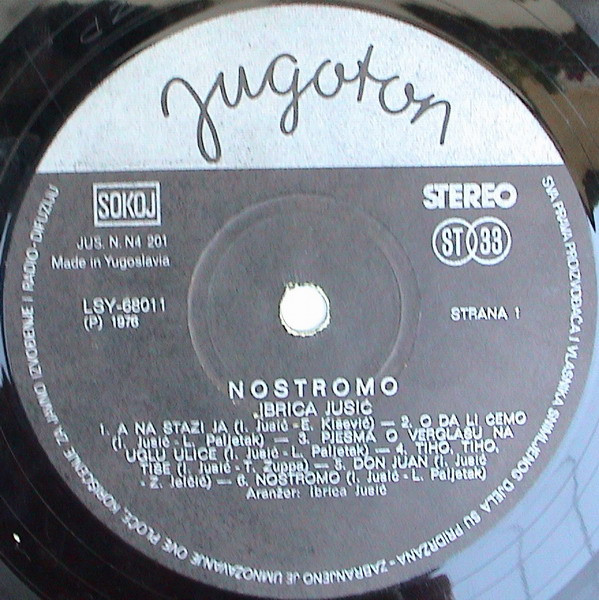 Jugoton
SOKOJ
STEREO
JUS. N. N4 201
Made in Yugoslavia
ST 33
LSY-68011
(P) 1976
STRANA 1
NOSTROMO
IBRICA JUSIĆ
1. A NA STAZI JA (I. Jusić - E. Kišević) — 2. O DA LI ĆEMO
(I. Jusić - L. Paljetak) — 3. PJESMA O VERGLAŠU NA
UGLU ULICE (I. Jusić - L. Paljetak) — 4. TIHO, TIHO,
TIŠE (I. Jusić - T. Zuppa) — 5. DON JUAN (I. Jusić
- Z. Jelčić) — 6. NOSTROMO (I. Jusić - L. Paljetak)
Aranžer: Ibrica Jusić
SVA PRAVA PROIZVOĐAČA I VLASNIKA SNIMLJENOG DJELA SU PRIDRŽANA - ZABRANJENO JE UMNOŽAVANJE OVE PLOČE, KORIŠĆENJE ZA JAVNO IZVOĐENJE I RADIO-DIFUZIJU